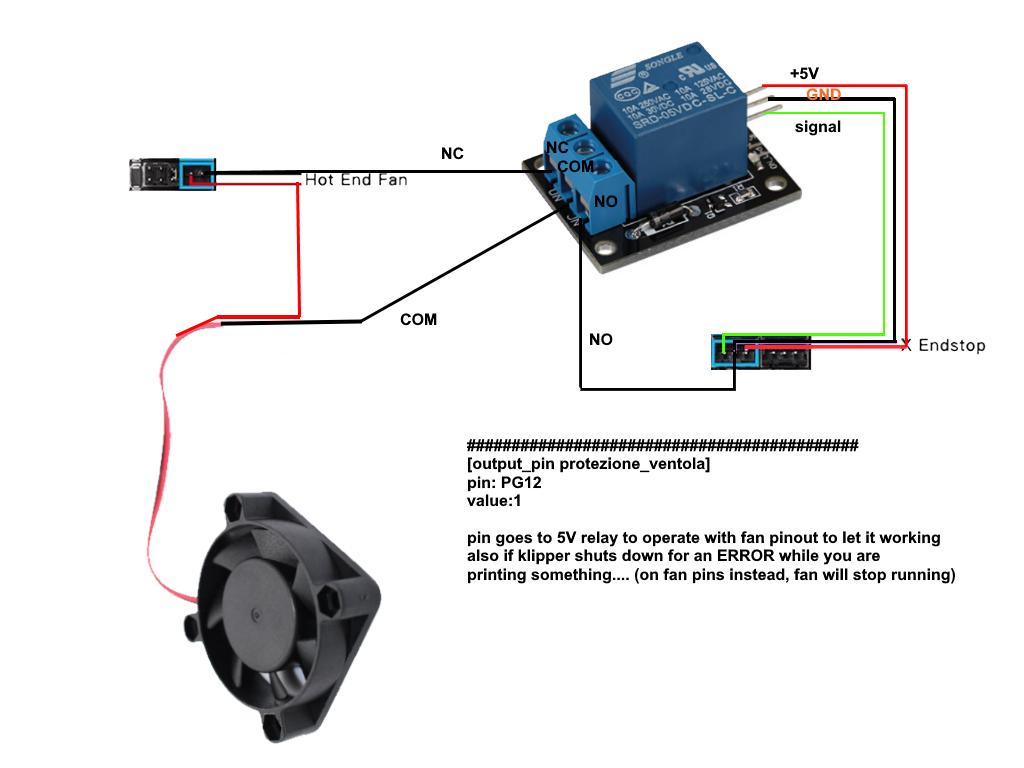 +5V
GND
signal
SONGLE
®
CQC
c
US
10A 250VAC 10A 125VAC
10A 30VDC 10A 28VDC
SRD-05VDC-SL-C
NC
NC
COM
NO
Hot End Fan
COM
NO
X Endstop
############################################
[output_pin protezione_ventola]
pin: PG12
value:1
pin goes to 5V relay to operate with fan pinout to let it working
also if klipper shuts down for an ERROR while you are
printing something.... (on fan pins instead, fan will stop running)